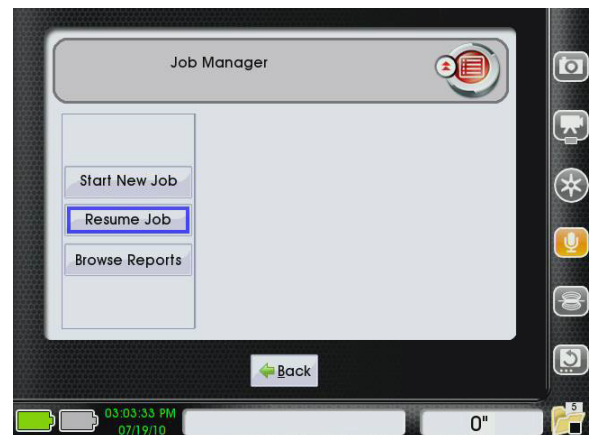 Job Manager
Start New Job
Resume Job
Browse Reports
Back
03:03:33 PM
07/19/10
0"
5